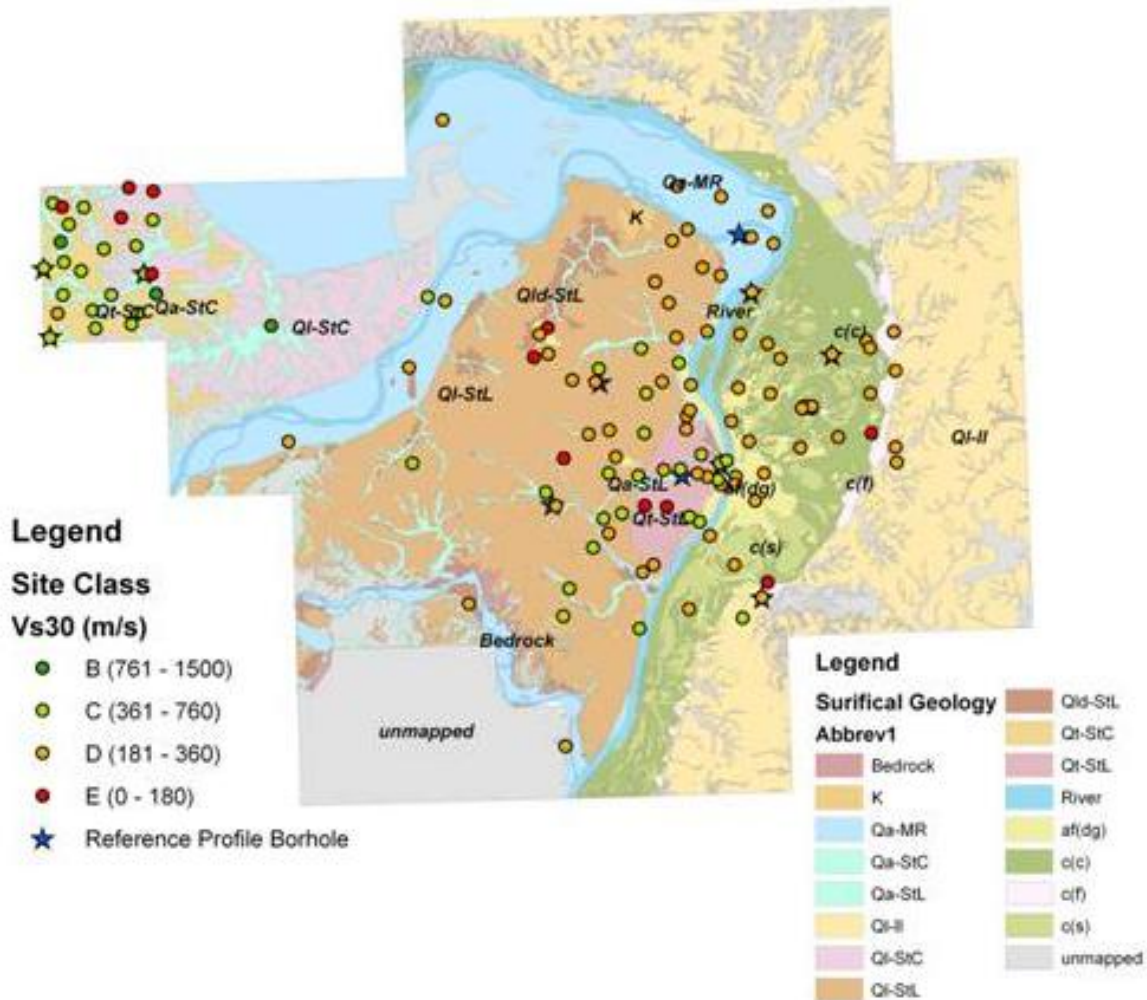 Qa-MR
K
Qld-StL
River
Qt-StC
Qa-StC
Ql-StC
c(c)
Ql-StL
Ql-Il
Qa-StL
af(dg)
c(f)
Qt-StL
c(s)
Bedrock
unmapped
Legend
Site Class
Vs30 (m/s)
B (761 - 1500)
C (361 - 760)
D (181 - 360)
E (0 - 180)
Reference Profile Borhole
Legend
Surifical Geology
Abbrev1
Bedrock
K
Qa-MR
Qa-StC
Qa-StL
Ql-Il
Ql-StC
Ql-StL
Qld-StL
Qt-StC
Qt-StL
River
af(dg)
c(c)
c(f)
c(s)
unmapped